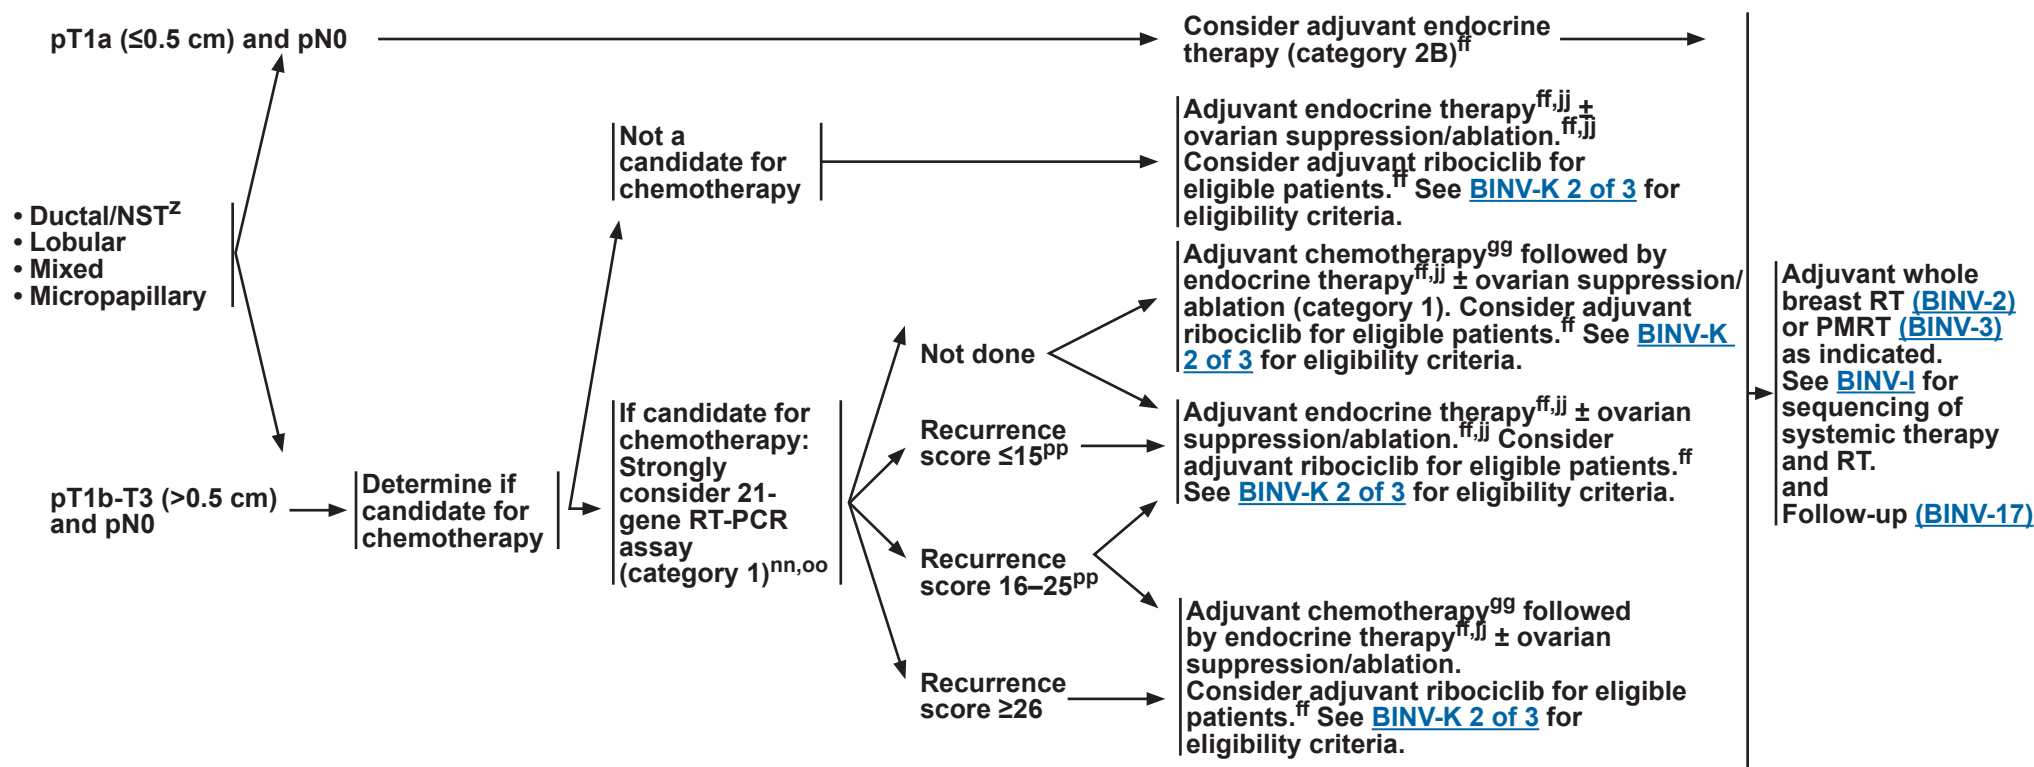 pT1a (≤0.5 cm) and pN0
Consider adjuvant endocrine
therapy (category 2B)ff
• Ductal/NSTz
• Lobular
• Mixed
• Micropapillary
Not a
candidate for
chemotherapy
Adjuvant endocrine therapyff,jj ±
ovarian suppression/ablation.ff,jj
Consider adjuvant ribociclib for
eligible patients.ff See BINV-K 2 of 3 for
eligibility criteria.
pT1b-T3 (>0.5 cm)
and pN0
Determine if
candidate for
chemotherapy
If candidate for
chemotherapy:
Strongly
consider 21-
gene RT-PCR
assay
(category 1)nn,oo
Not done
Adjuvant chemotherapygg followed by
endocrine therapyff,jj ± ovarian suppression/
ablation (category 1). Consider adjuvant
ribociclib for eligible patients.ff See BINV-K
2 of 3 for eligibility criteria.
Recurrence
score ≤15pp
Adjuvant endocrine therapyff,jj ± ovarian
suppression/ablation.ff,jj Consider
adjuvant ribociclib for eligible patients.ff
See BINV-K 2 of 3 for eligibility criteria.
Recurrence
score 16–25pp
Recurrence
score ≥26
Adjuvant chemotherapygg followed
by endocrine therapyff,jj ± ovarian
suppression/ablation.
Consider adjuvant ribociclib for eligible
patients.ff See BINV-K 2 of 3 for
eligibility criteria.
Adjuvant whole
breast RT (BINV-2)
or PMRT (BINV-3)
as indicated.
See BINV-I for
sequencing of
systemic therapy
and RT.
and
Follow-up (BINV-17)